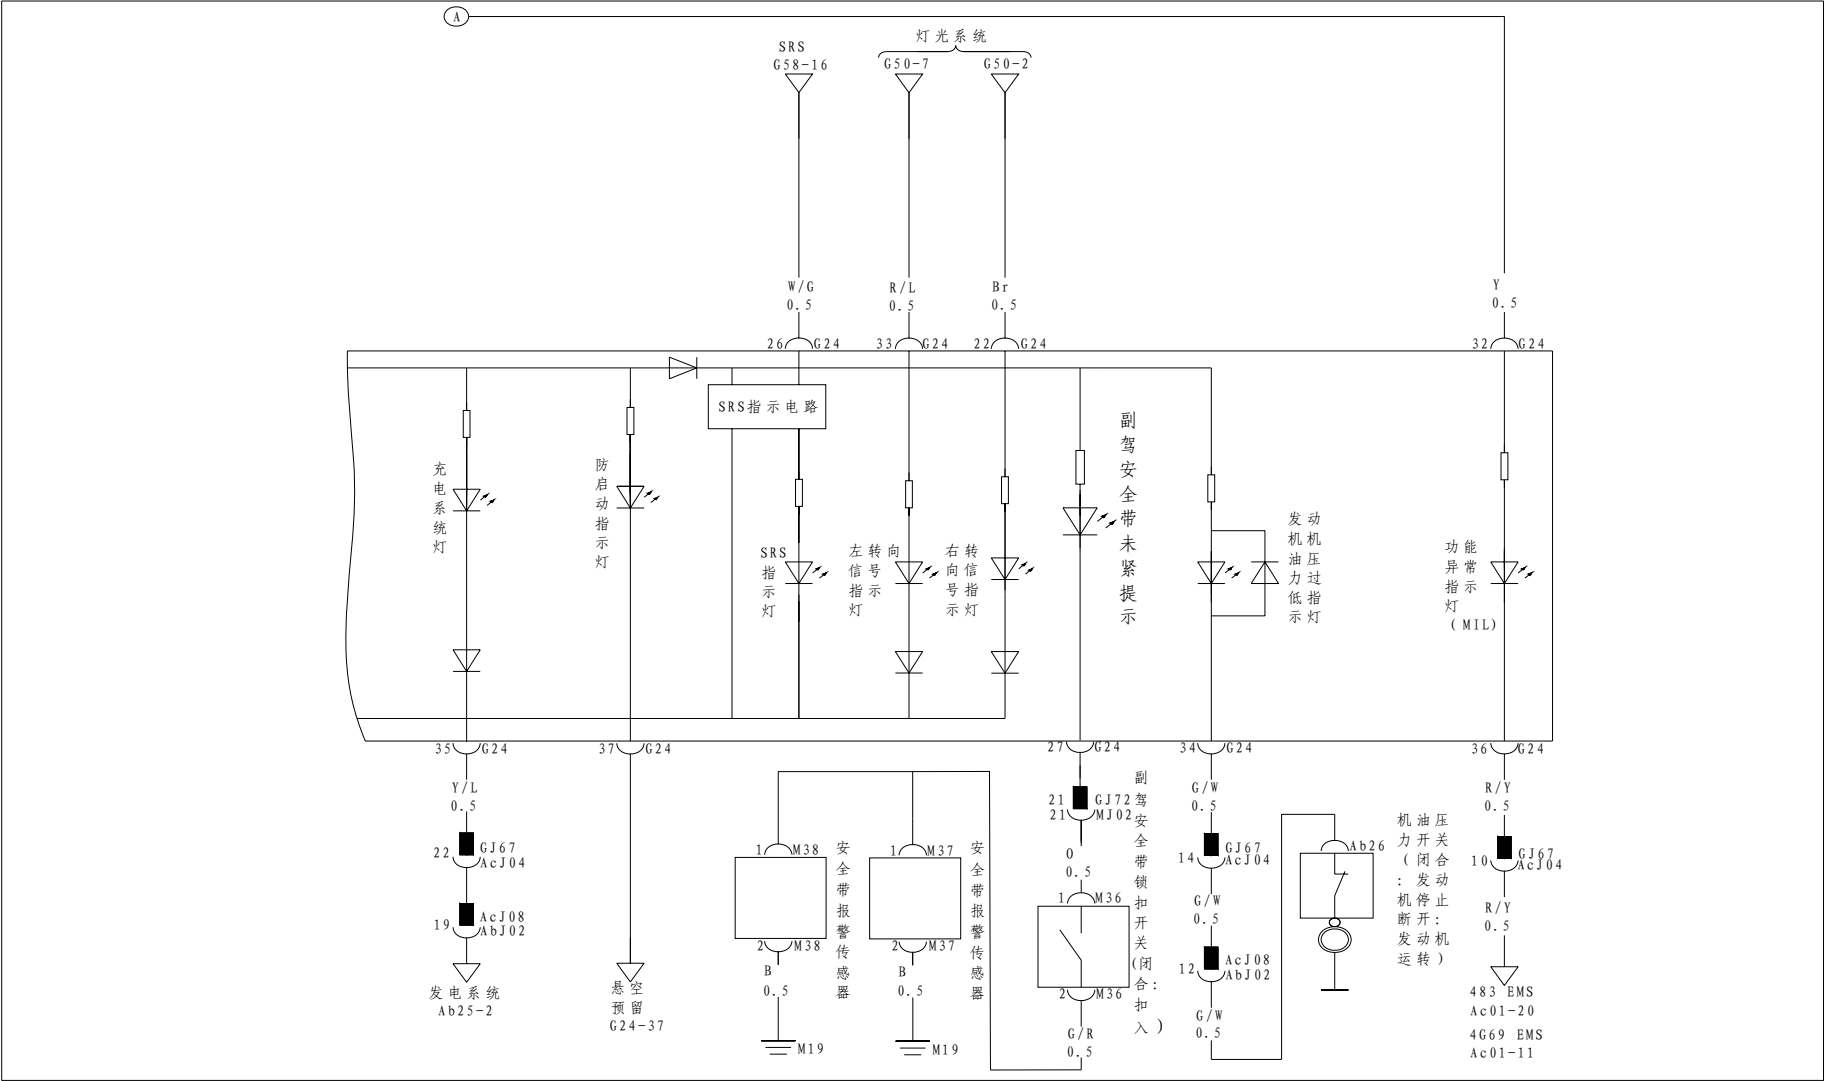 A
灯光系统
SRS
G58-16
G50-7
G50-2
W/G
0.5
R/L
0.5
Br
0.5
Y
0.5
26
G24
33
G24
22
G24
32
G24
SRS指示电路
充电系统灯
防启动指示灯
SRS
指示灯
左转向
信号
指示
灯
右转
向信
号指
示灯
副驾安全带未紧提示
发动
机机
油压
力过
低指
示灯
功能
异常
指示
灯
(MIL)
35
G24
37
G24
27
G24
34
G24
36
G24
Y/L
0.5
22
GJ67
AcJ04
19
AcJ08
AbJ02
发电系统
Ab25-2
悬空
预留
G24-37
1
M38
2
M38
安全带报警传感器
B
0.5
M19
1
M37
2
M37
安全带报警传感器
B
0.5
M19
21
GJ72
21
MJ02
O
0.5
1
M36
2
M36
副驾安全带锁扣开关(闭合:扣入)
G/R
0.5
G/W
0.5
14
GJ67
AcJ04
G/W
0.5
12
AcJ08
AbJ02
G/W
0.5
Ab26
机油压
力开关
(闭合
:发动
机停止
断开:
发动机
运转)
R/Y
0.5
10
GJ67
AcJ04
R/Y
0.5
483 EMS
Ac01-20
4G69 EMS
Ac01-11